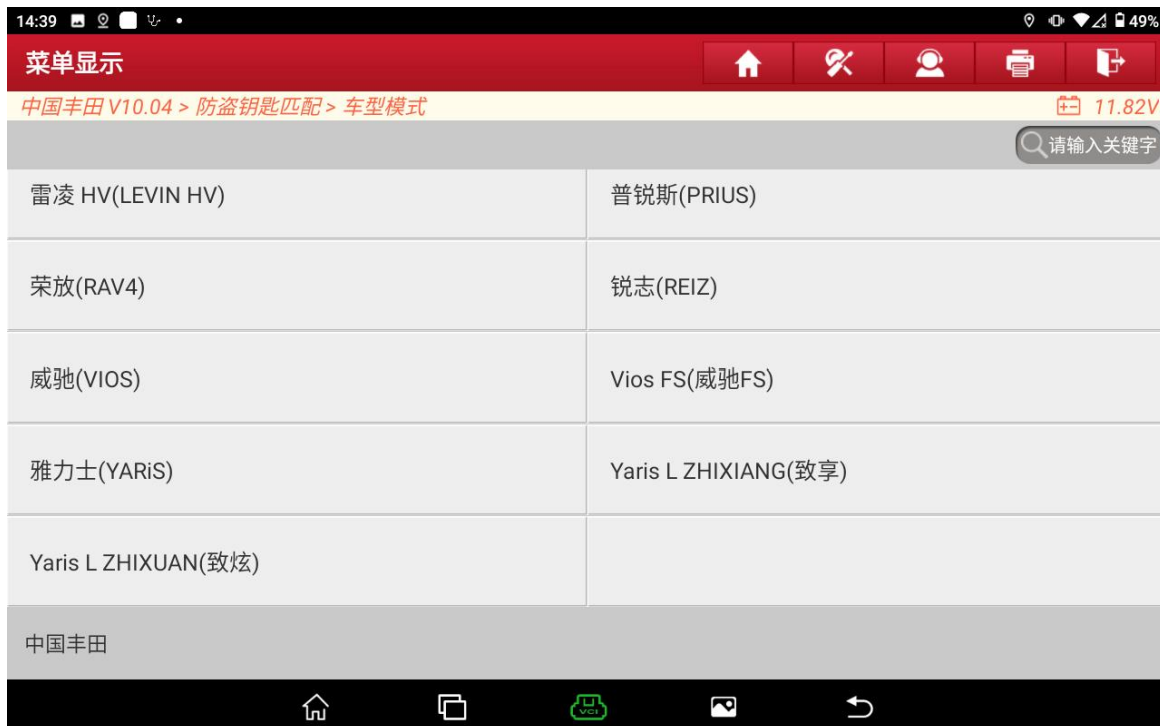 14:39 49%
菜单显示
中国丰田 V10.04 > 防盗钥匙匹配 > 车型模式 11.82V
请输入关键字
雷凌 HV(LEVIN HV) 普锐斯(PRIUS)
荣放(RAV4) 锐志(REIZ)
威驰(VIOS) Vios FS(威驰FS)
雅力士(YARiS) Yaris L ZHIXIANG(致享)
Yaris L ZHIXUAN(致炫)
中国丰田
VCI